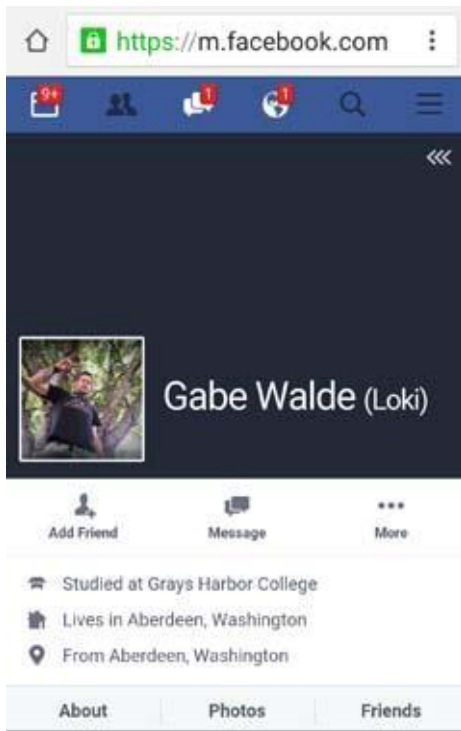 https://m.facebook.com
9+
1
1
Gabe Walde (Loki)
Add Friend
Message
More
Studied at Grays Harbor College
Lives in Aberdeen, Washington
From Aberdeen, Washington
About
Photos
Friends